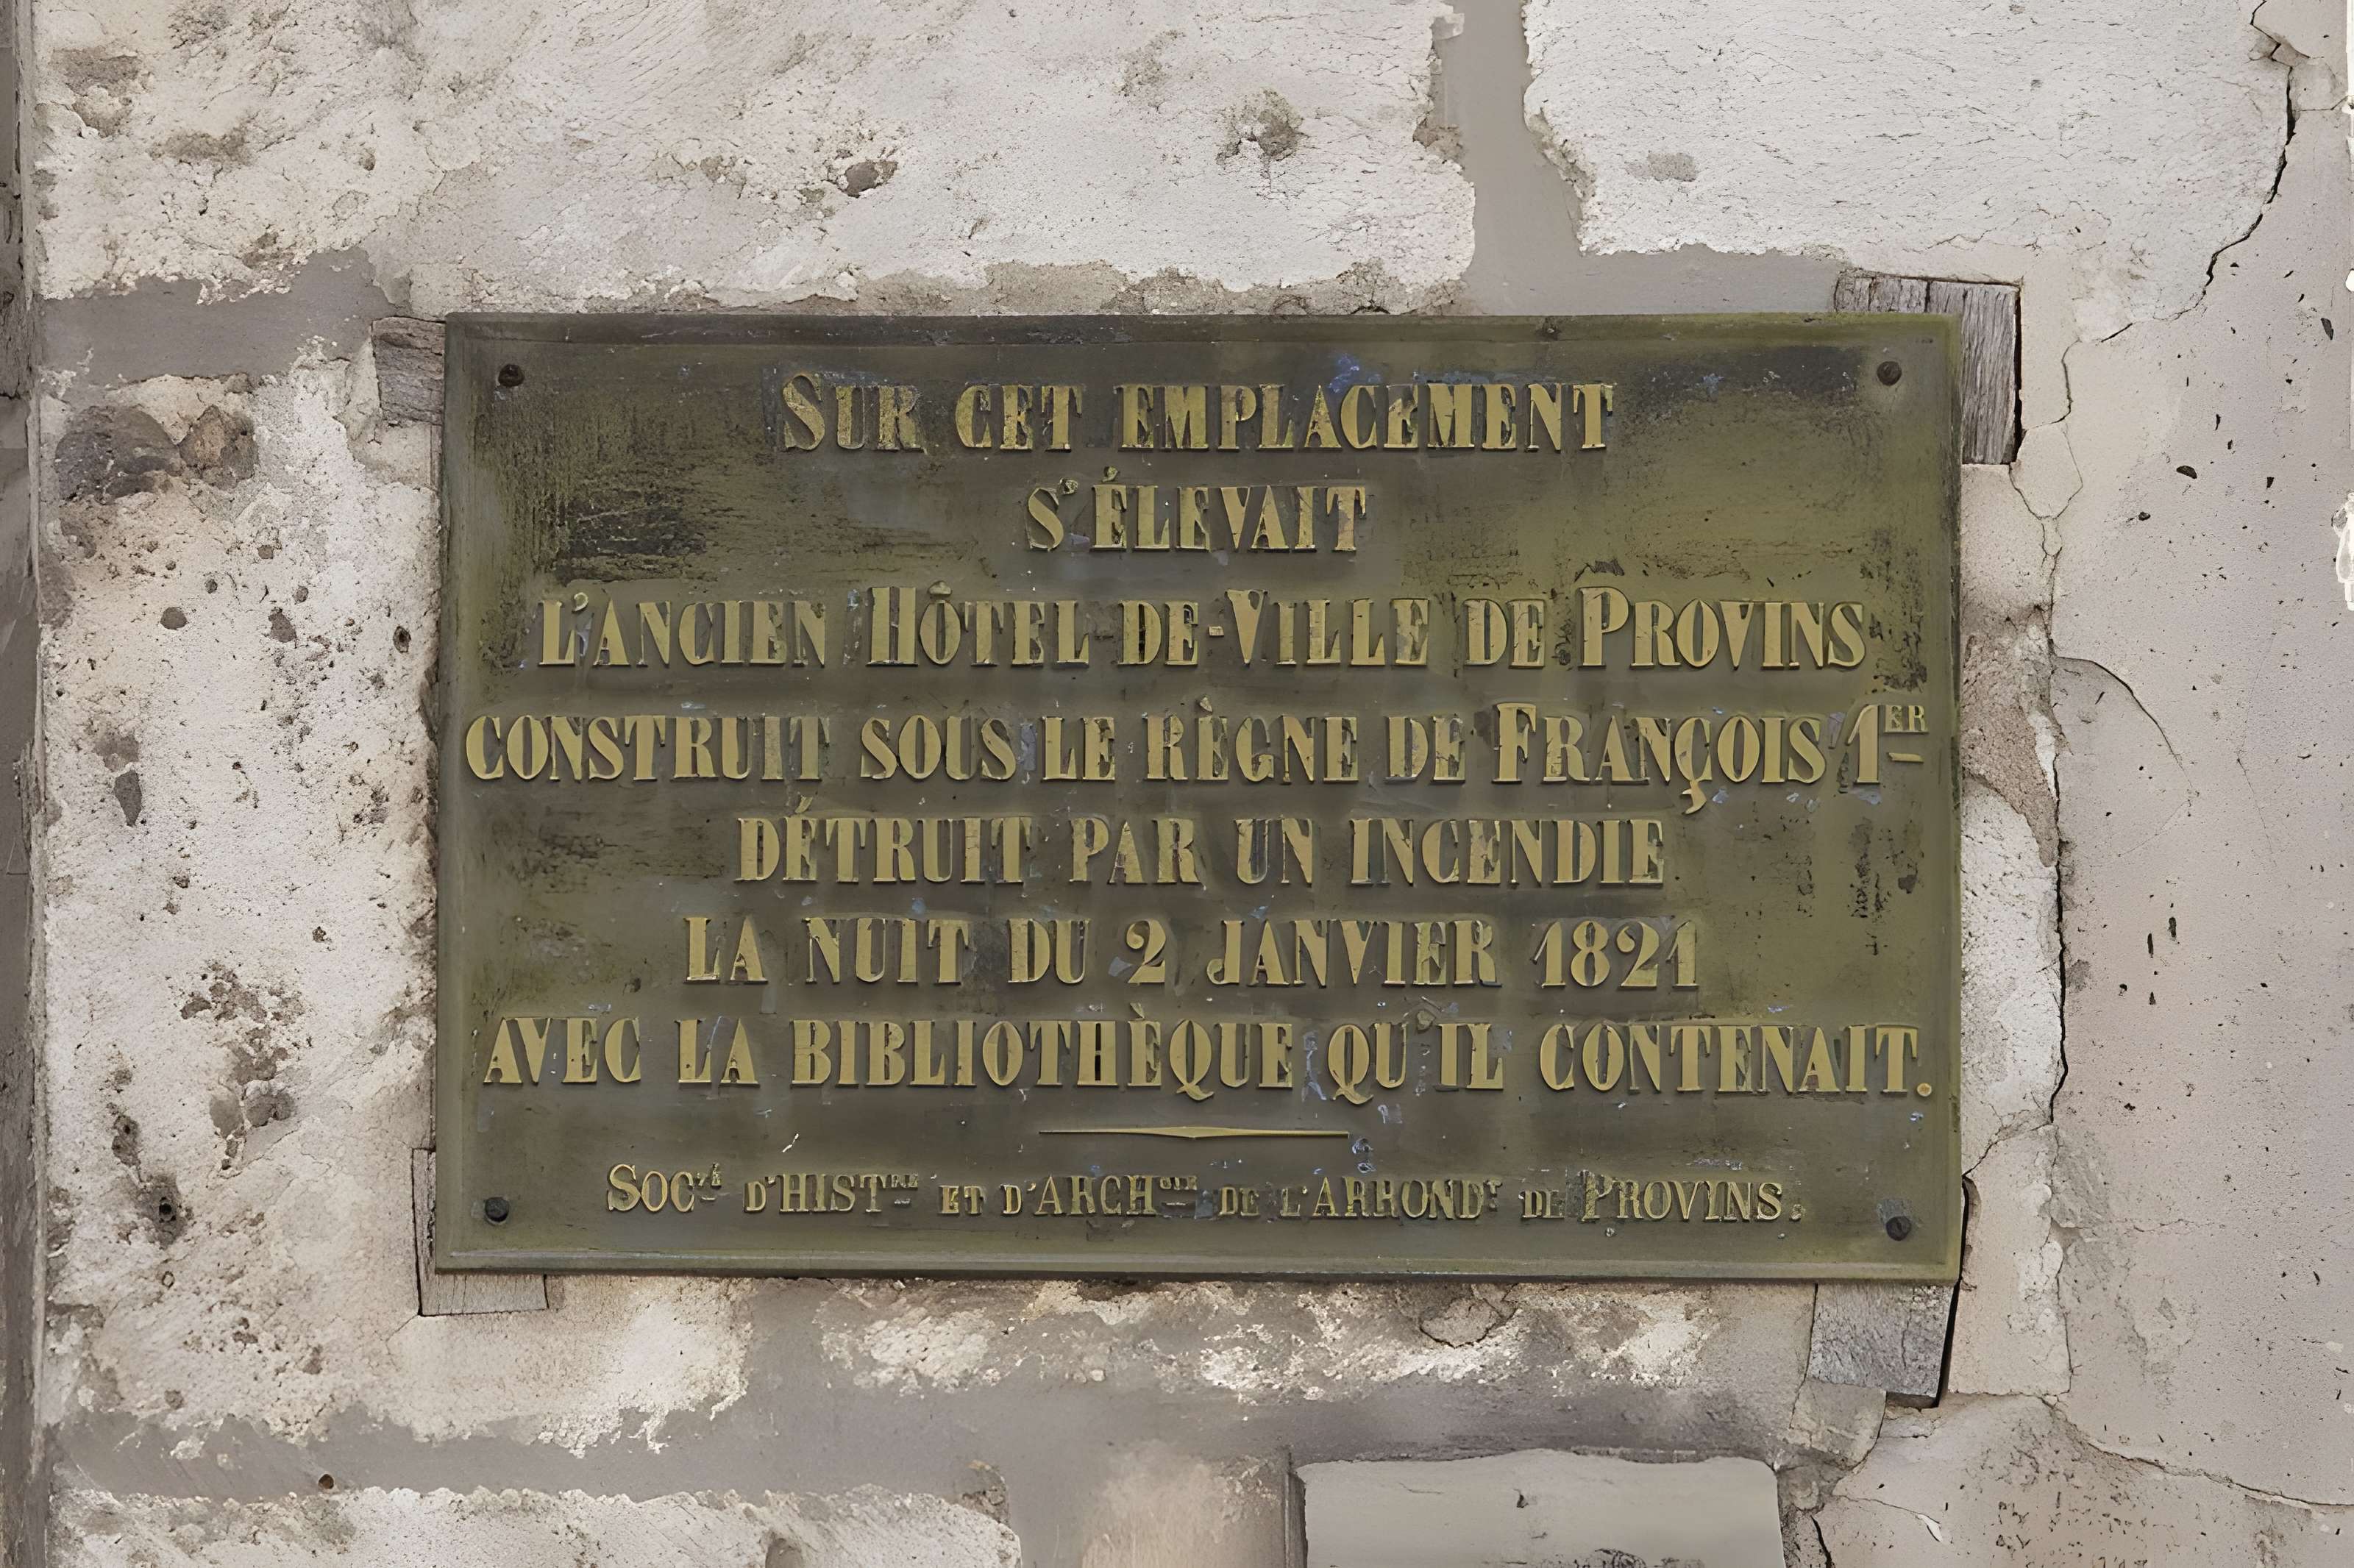 SUR CET EMPLACEMENT
S'ÉLEVAIT
L'ANCIEN HÔTEL-DE-VILLE DE PROVINS
CONSTRUIT SOUS LE RÈGNE DE FRANÇOIS 1ER
DÉTRUIT PAR UN INCENDIE
LA NUIT DU 2 JANVIER 1821
AVEC LA BIBLIOTHÈQUE QU'IL CONTENAIT.
SOCTÉ D'HISTRE ET D'ARCHGIE DE L'ARRONDT DE PROVINS.